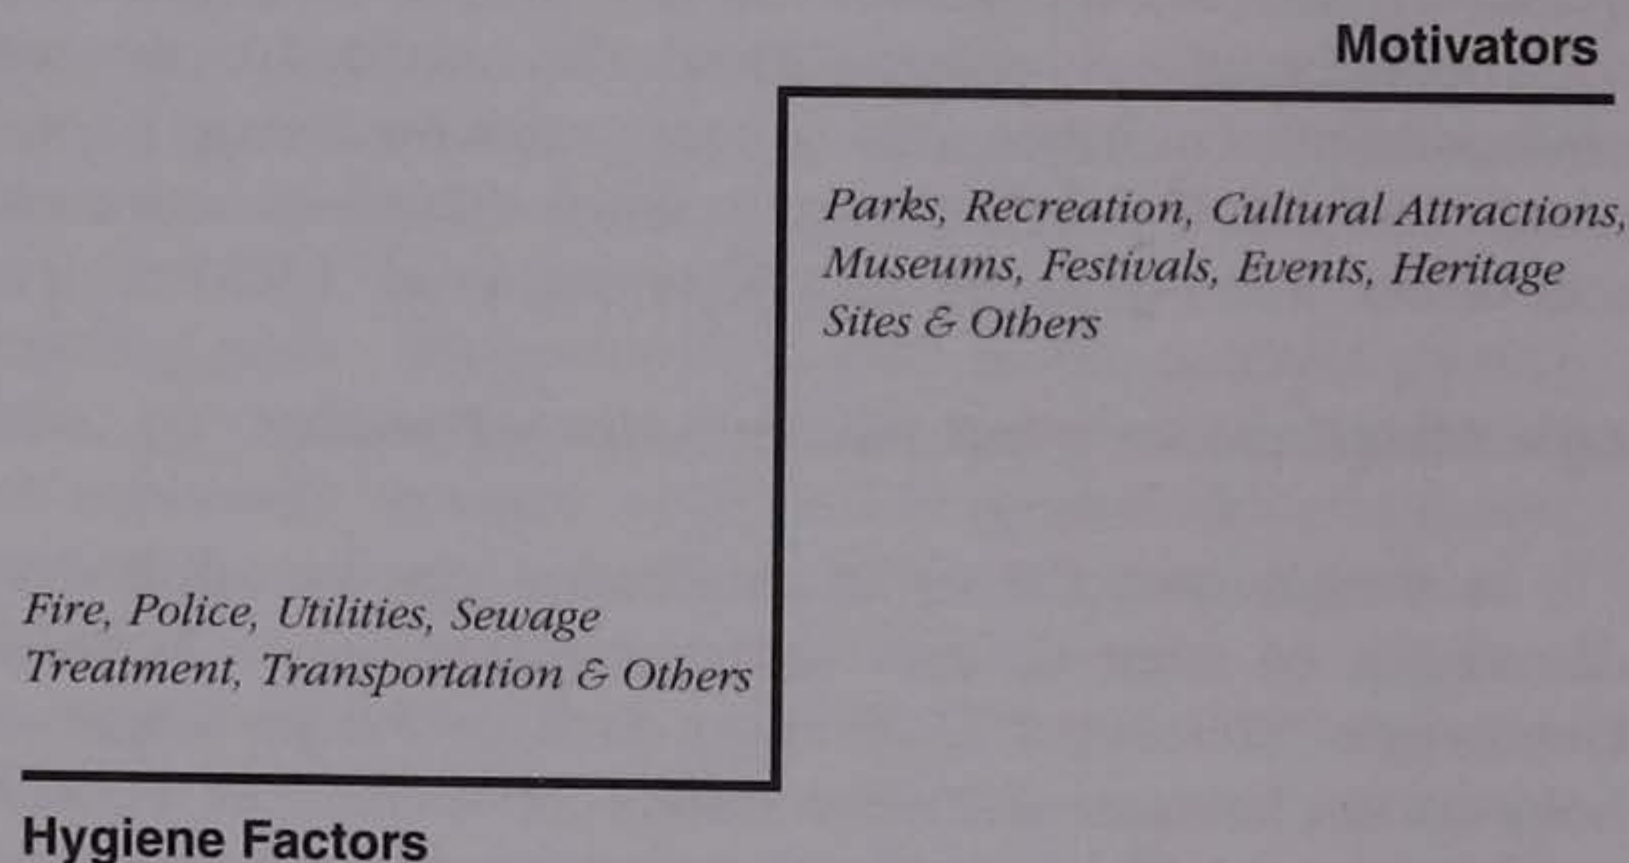 Motivators
Parks, Recreation, Cultural Attractions,
Museums, Festivals, Events, Heritage
Sites & Others
Fire, Police, Utilities, Sewage
Treatment, Transportation & Others
Hygiene Factors